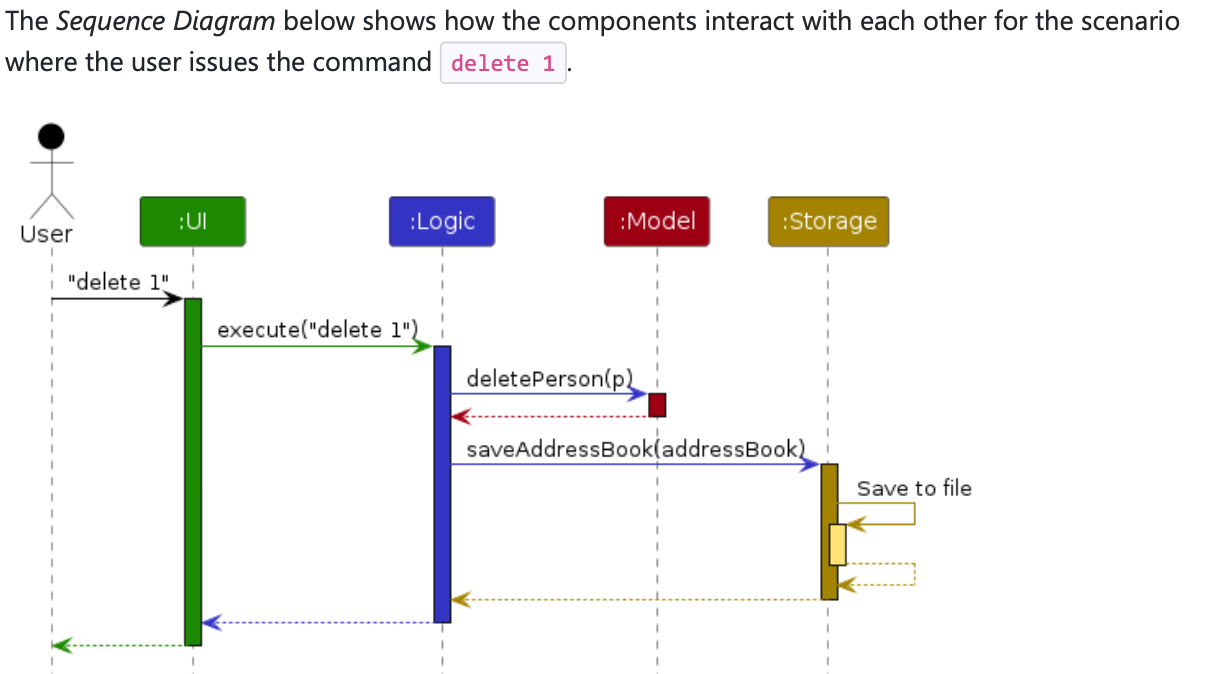 The Sequence Diagram below shows how the components interact with each other for the scenario
where the user issues the command delete 1.
User
:UI
:Logic
:Model
:Storage
"delete 1"
execute("delete 1")
deletePerson(p)
saveAddressBook(addressBook)
Save to file